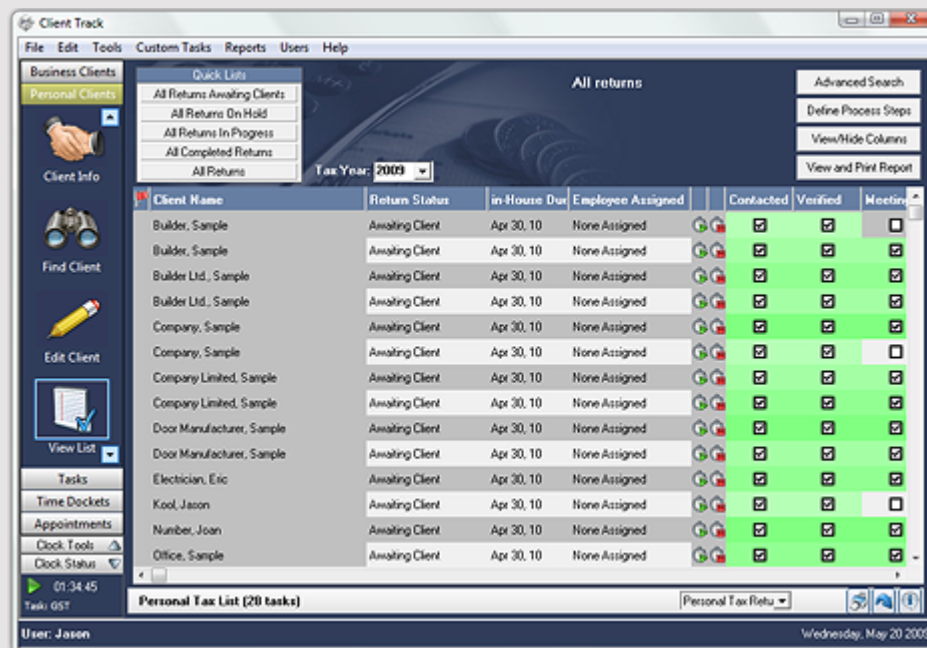 Client Track
File Edit Tools Custom Tasks Reports Users Help
Business Clients
Personal Clients
Client Info
Find Client
Edit Client
View List
Tasks
Time Dockets
Appointments
Clock Tools
Clock Status
01:34:45
Task: GST
Quick Lists
All Returns Awaiting Clients
All Returns On Hold
All Returns In Progress
All Completed Returns
All Returns
Tax Year: 2009
All returns
Advanced Search
Define Process Steps
View/Hide Columns
View and Print Report
Client Name Return Status in-House Due Employee Assigned Contacted Verified Meeting
Builder, Sample Awaiting Client Apr 30, 10 None Assigned
Builder, Sample Awaiting Client Apr 30, 10 None Assigned
Builder Ltd., Sample Awaiting Client Apr 30, 10 None Assigned
Builder Ltd., Sample Awaiting Client Apr 30, 10 None Assigned
Company, Sample Awaiting Client Apr 30, 10 None Assigned
Company, Sample Awaiting Client Apr 30, 10 None Assigned
Company Limited, Sample Awaiting Client Apr 30, 10 None Assigned
Company Limited, Sample Awaiting Client Apr 30, 10 None Assigned
Door Manufacturer, Sample Awaiting Client Apr 30, 10 None Assigned
Door Manufacturer, Sample Awaiting Client Apr 30, 10 None Assigned
Electrician, Eric Awaiting Client Apr 30, 10 None Assigned
Kool, Jason Awaiting Client Apr 30, 10 None Assigned
Number, Joan Awaiting Client Apr 30, 10 None Assigned
Office, Sample Awaiting Client Apr 30, 10 None Assigned
Personal Tax List (20 tasks) Personal Tax Retu
User: Jason Wednesday, May 20 2009